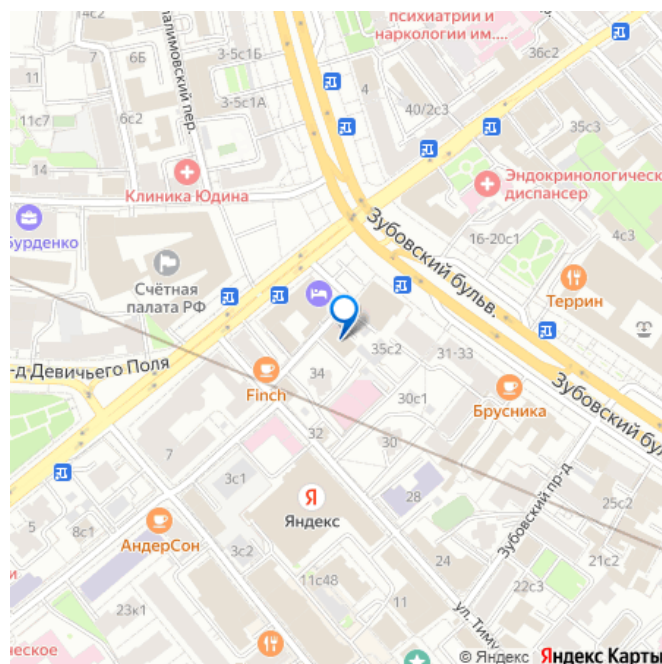 психиатрии и
наркологии им....
14с2
7
6Б
3-5с1Б
36с2
11
4
3-5с1А
40/2с3
11с7
6с2
35с3
14
Клиника Юдина
Эндокринологическ
диспансер
Бурденко
Зубовский бульв.
16-20с1
4с3
Счётная
палата РФ
Террин
-д Девичьего Поля
35с2
31-33
34
Finch
30с1
Брусника
Зубовский бул
32
30
7
3с1
Я
Яндекс
28
Зубовский пр-д
25с2
5
8с1
АндерСон
3с2
24
21с2
11с48
22с3
11
23к1
ул. Тиму
ческое
© Яндекс Яндекс Карты